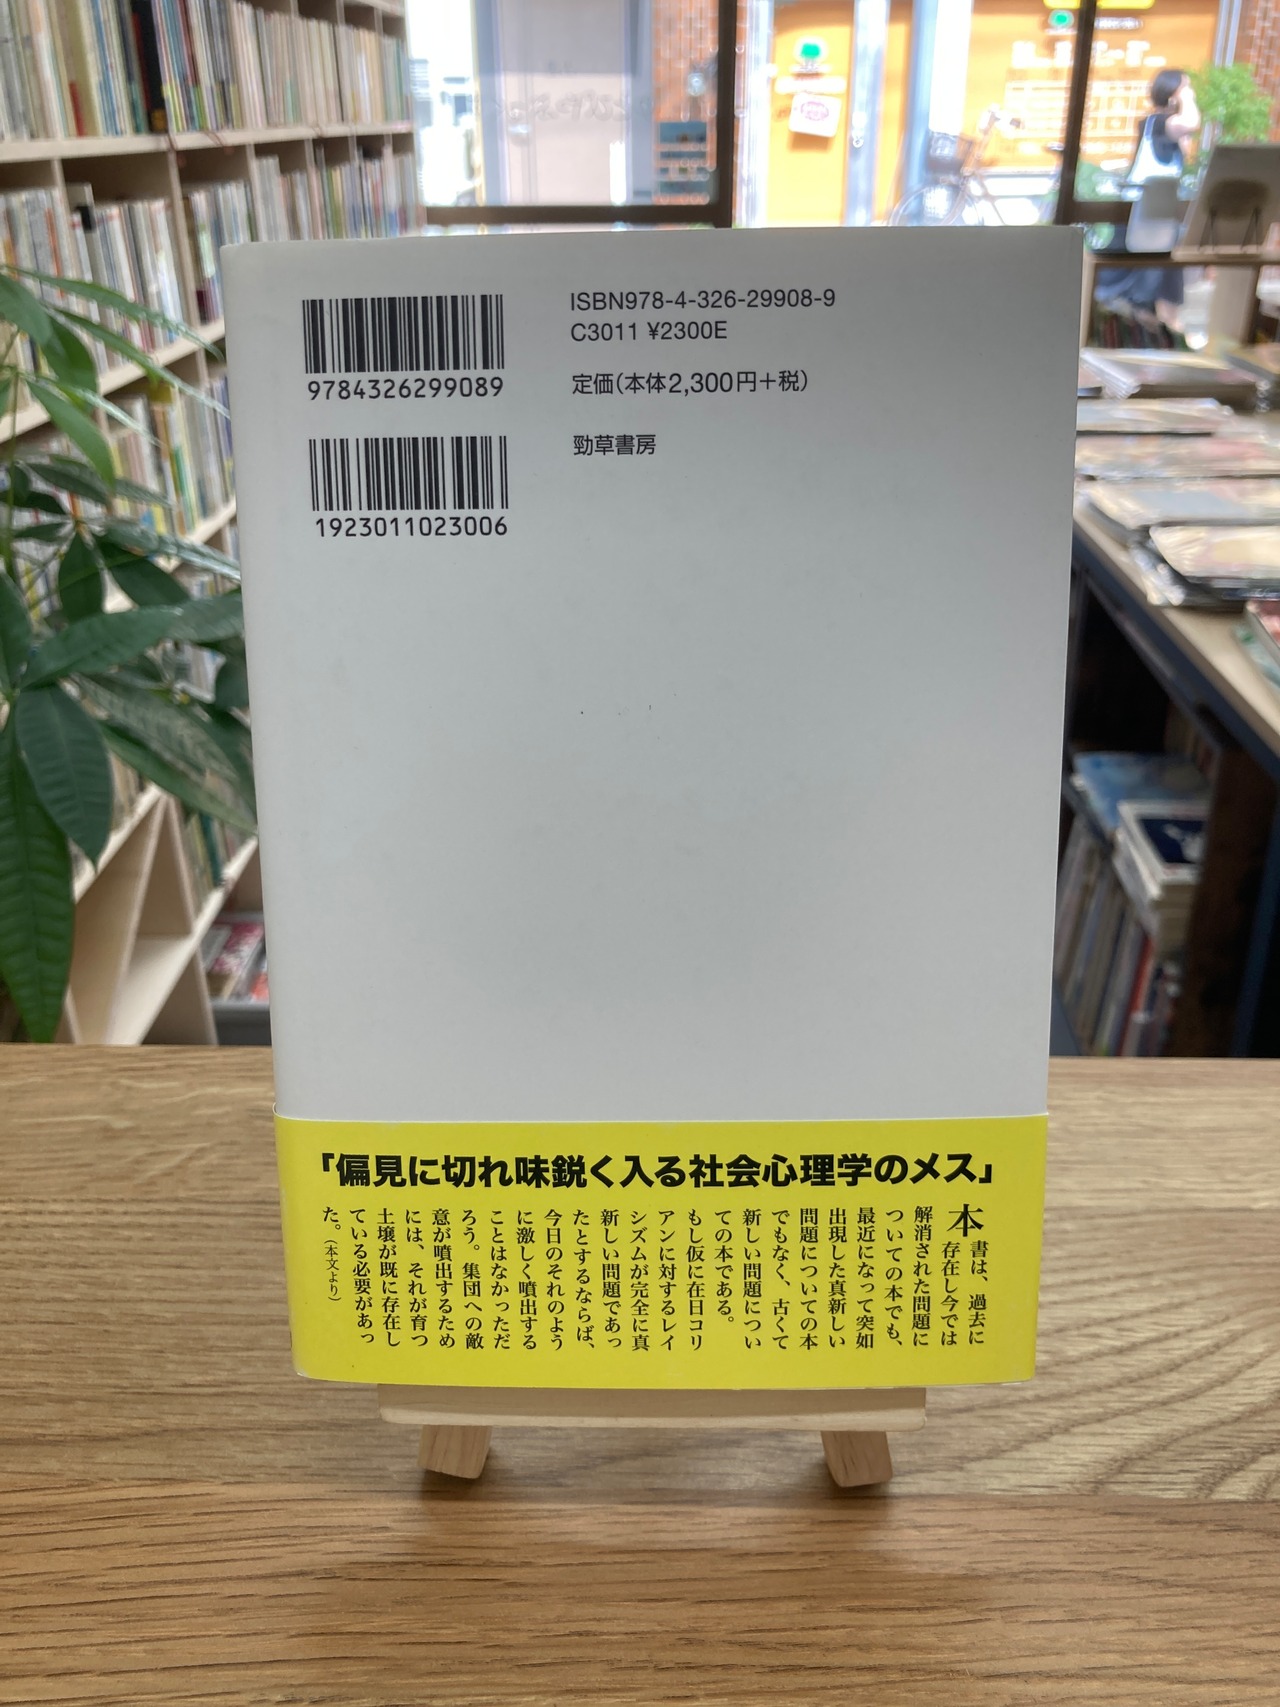 ISBN978-4-326-29908-9
C3011 ¥2300E
9784326299089
定価(本体2,300円+税)
勁草書房
1923011023006
「偏見に切れ味鋭く入る社会心理学のメス」
本書は、過去に
存在し今では
解消された問題に
ついての本でも、
最近になって突如
出現した真新しい
問題についての本
でもなく、古くて
新しい問題につい
ての本である。
もし仮に在日コリ
アンに対するレイ
シズムが完全に真
新しい問題であっ
たとするならば、
今日のそれのよう
に激しく噴出する
ことはなかっただ
ろう。集団への敵
意が噴出するため
には、それが育つ
土壌が既に存在し
ている必要があっ
た。(本文より)